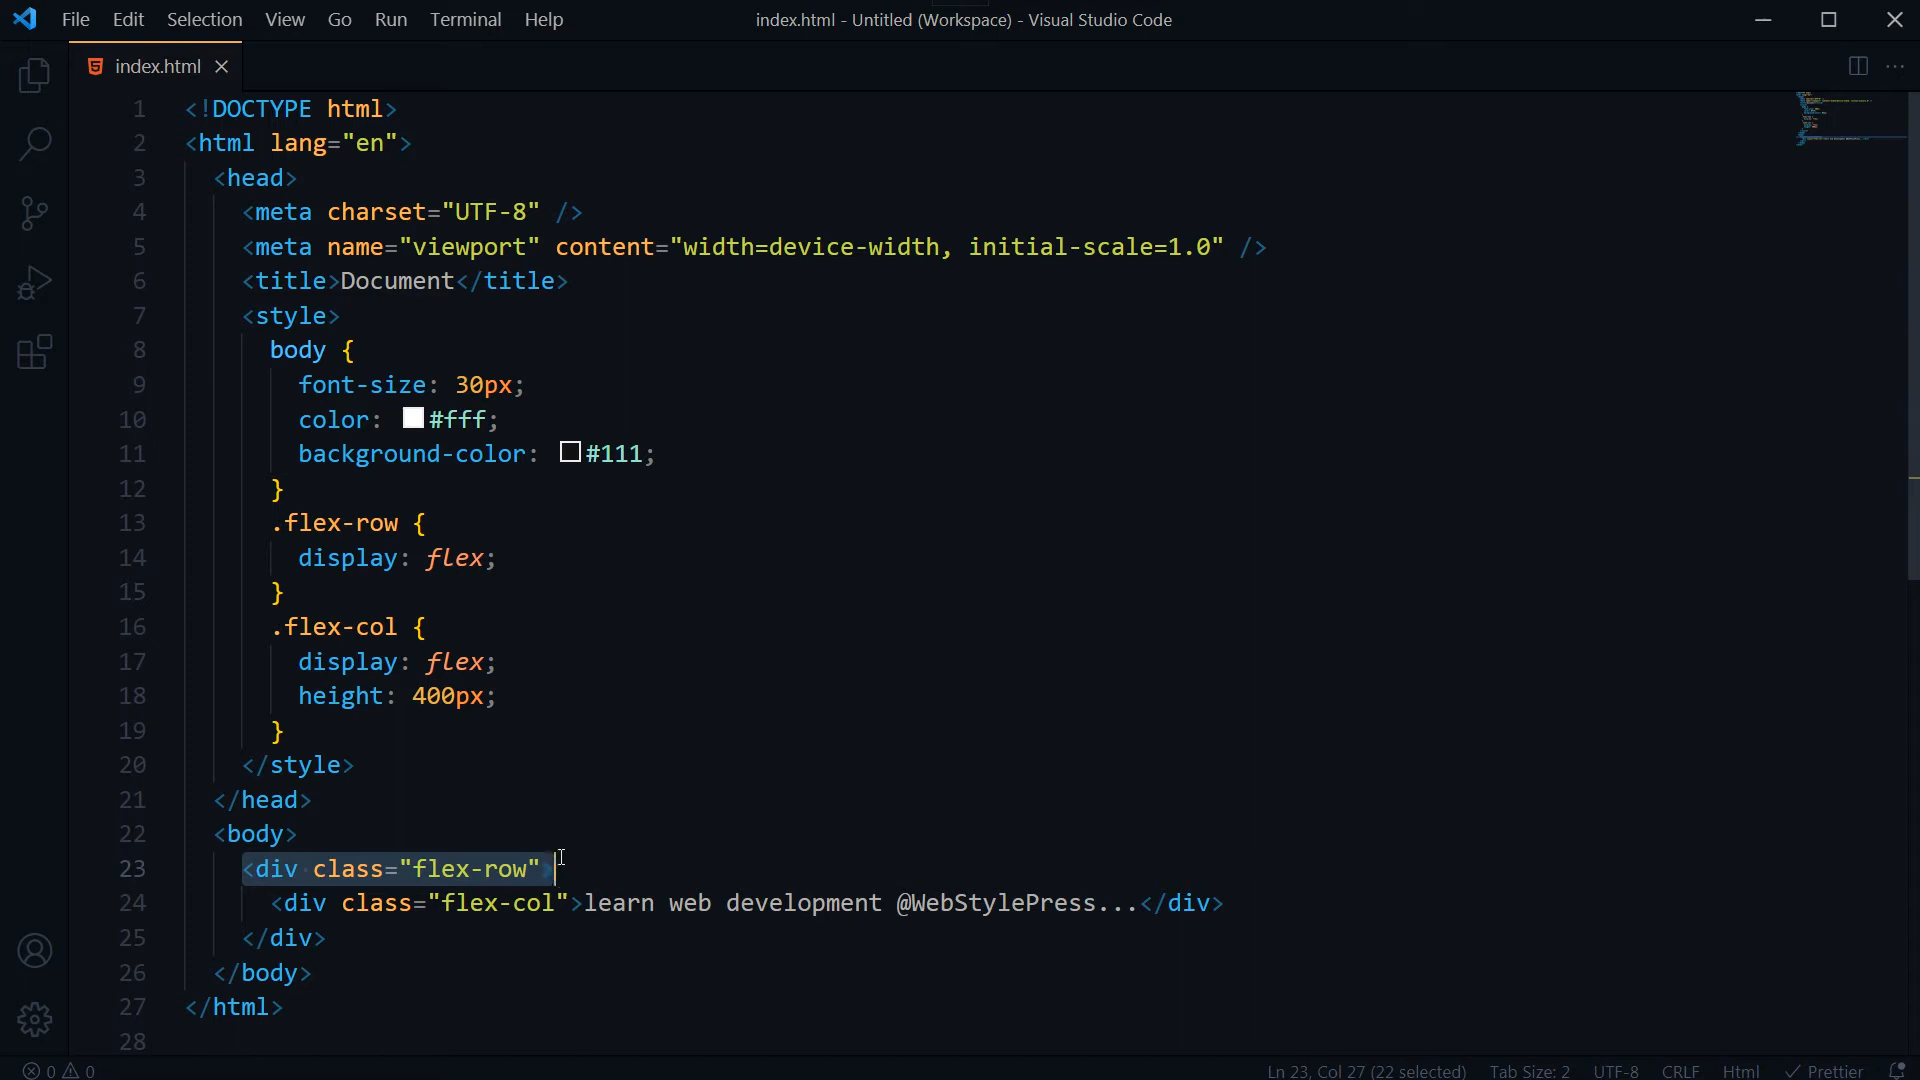 File Edit Selection View Go Run Terminal Help index.html - Untitled (Workspace) - Visual Studio Code
index.html
1 <!DOCTYPE html>
2 <html lang="en">
3 <head>
4 <meta charset="UTF-8" />
5 <meta name="viewport" content="width=device-width, initial-scale=1.0" />
6 <title>Document</title>
7 <style>
8 body {
9 font-size: 30px;
10 color: #fff;
11 background-color: #111;
12 }
13 .flex-row {
14 display: flex;
15 }
16 .flex-col {
17 display: flex;
18 height: 400px;
19 }
20 </style>
21 </head>
22 <body>
23 <div class="flex-row">
24 <div class="flex-col">learn web development @WebStylePress...</div>
25 </div>
26 </body>
27 </html>
28
0 0 Ln 23, Col 27 (22 selected) Tab Size: 2 UTF-8 CRLF Html Prettier